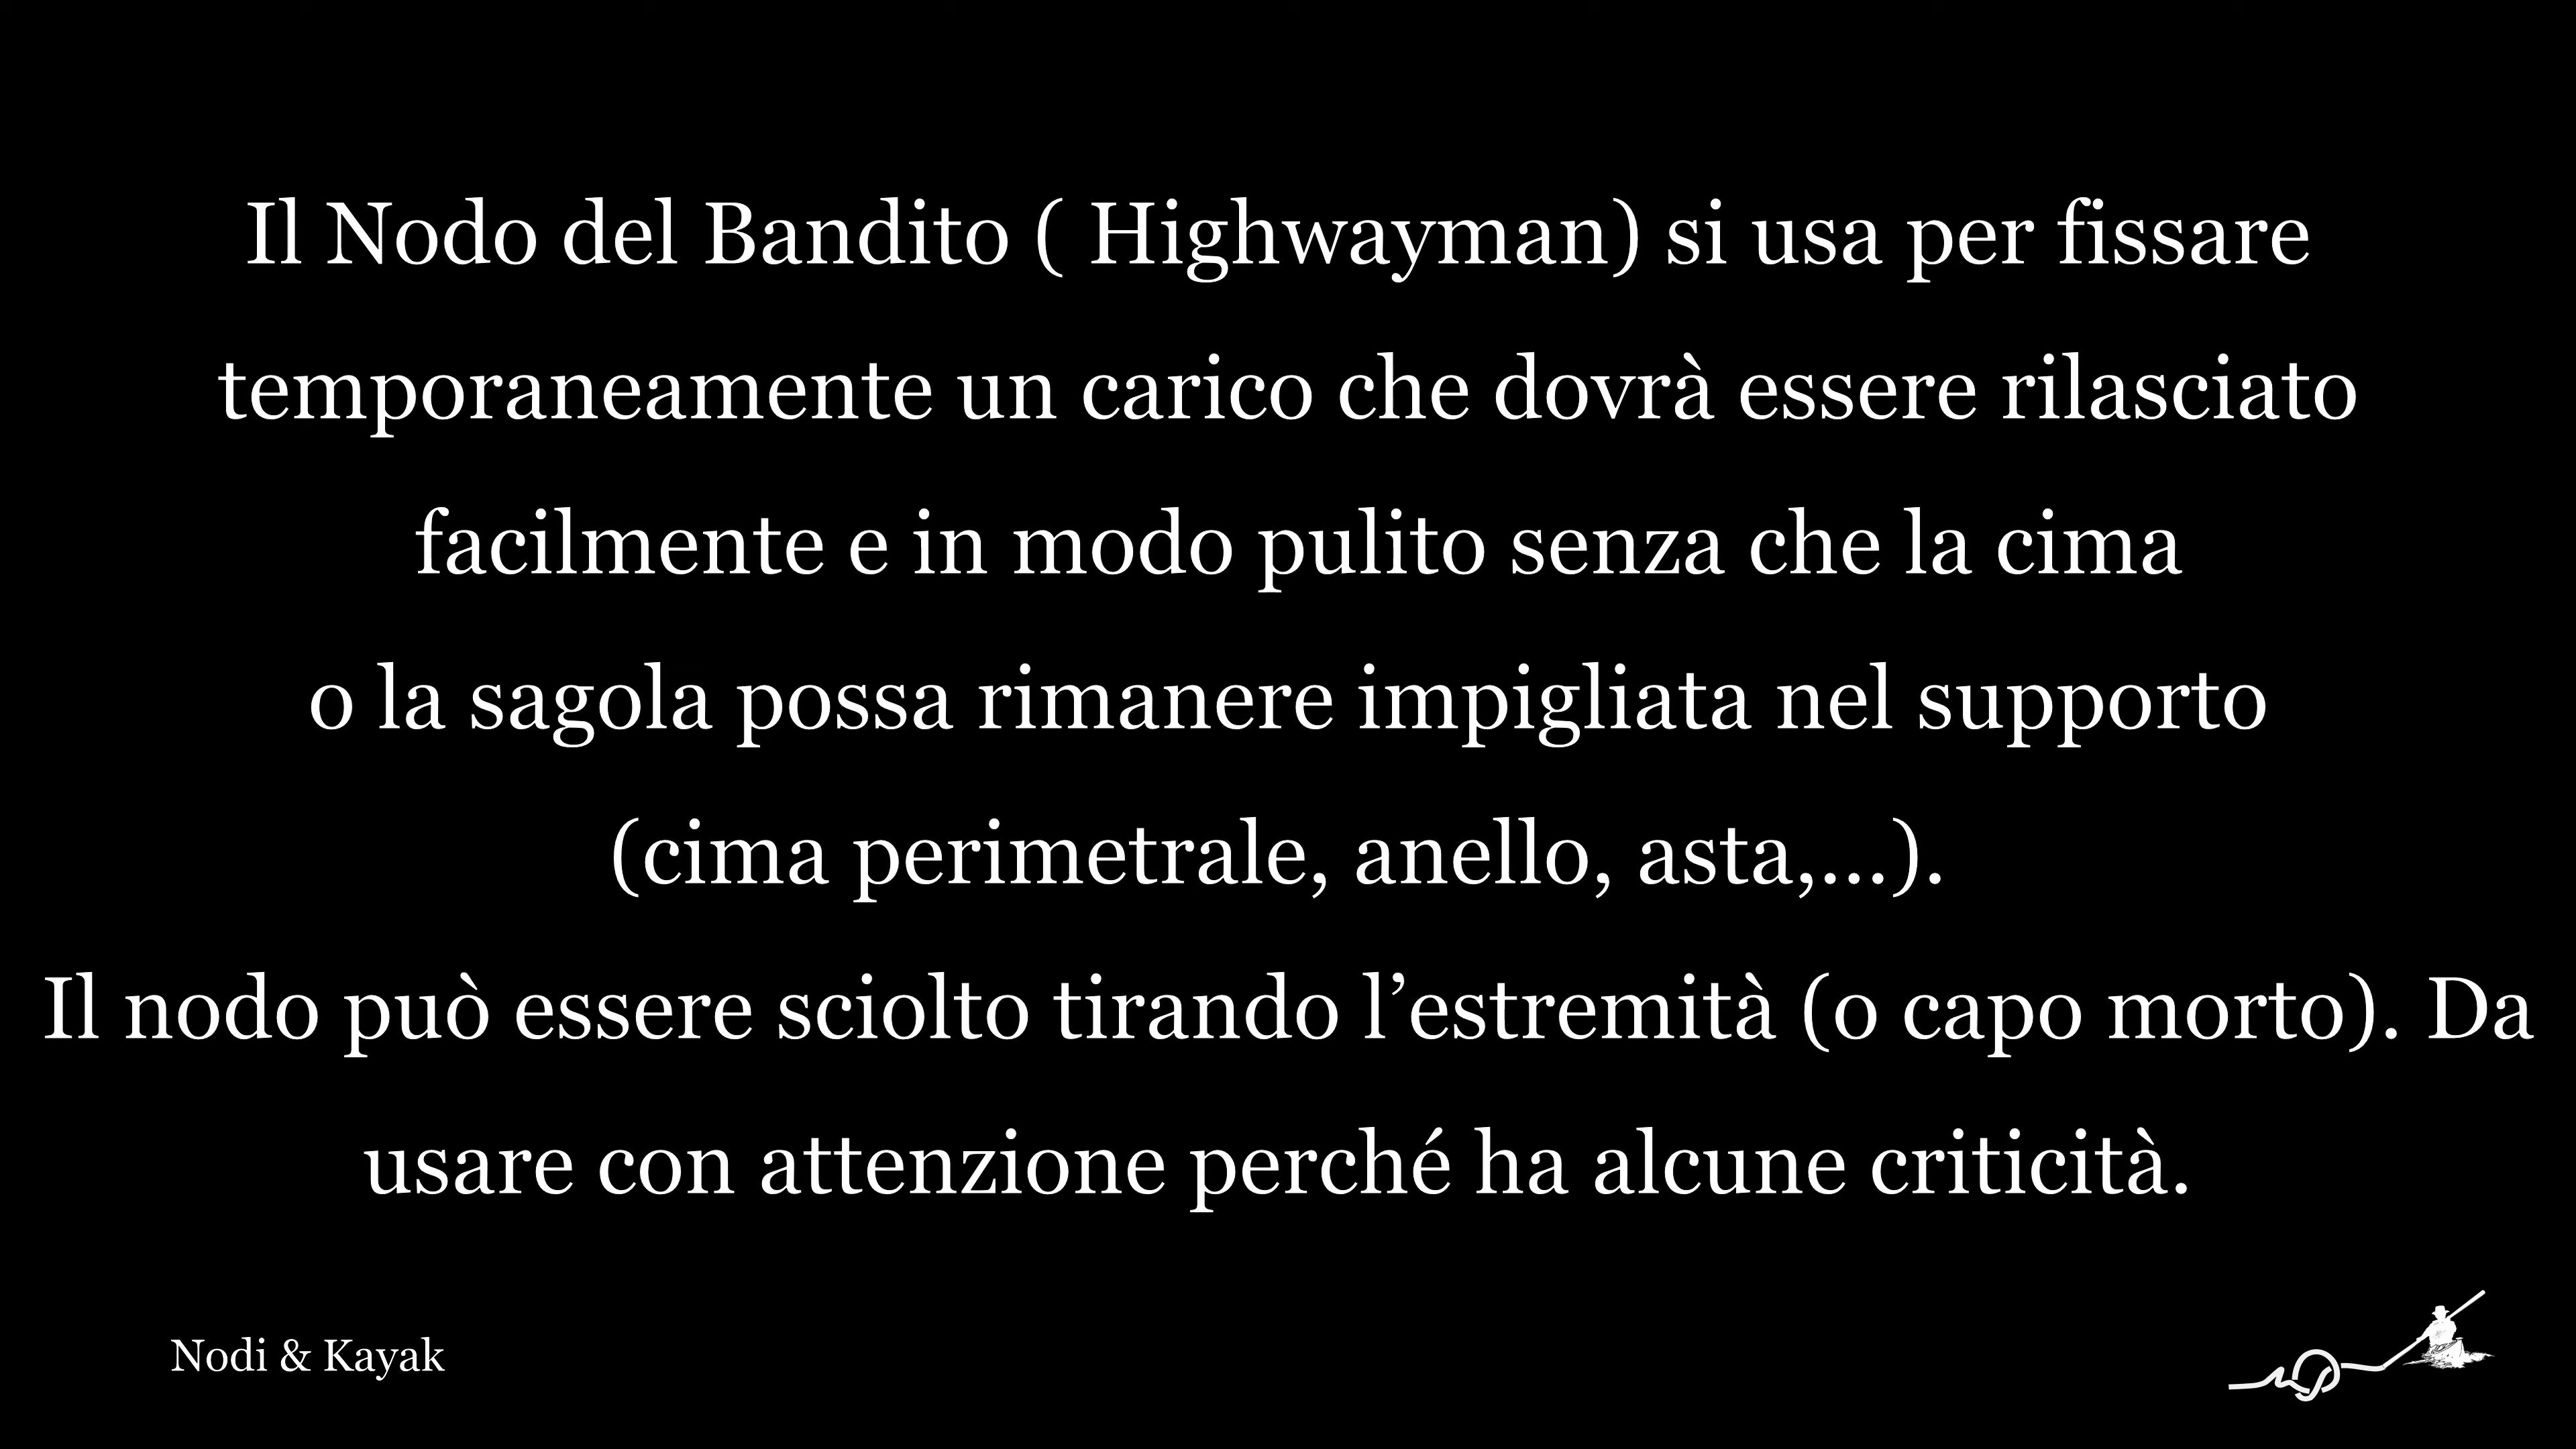 Il Nodo del Bandito ( Highwayman) si usa per fissare
temporaneamente un carico che dovrà essere rilasciato
facilmente e in modo pulito senza che la cima
o la sagola possa rimanere impigliata nel supporto
(cima perimetrale, anello, asta,...).
Il nodo può essere sciolto tirando l’estremità (o capo morto). Da
usare con attenzione perché ha alcune criticità.
Nodi & Kayak